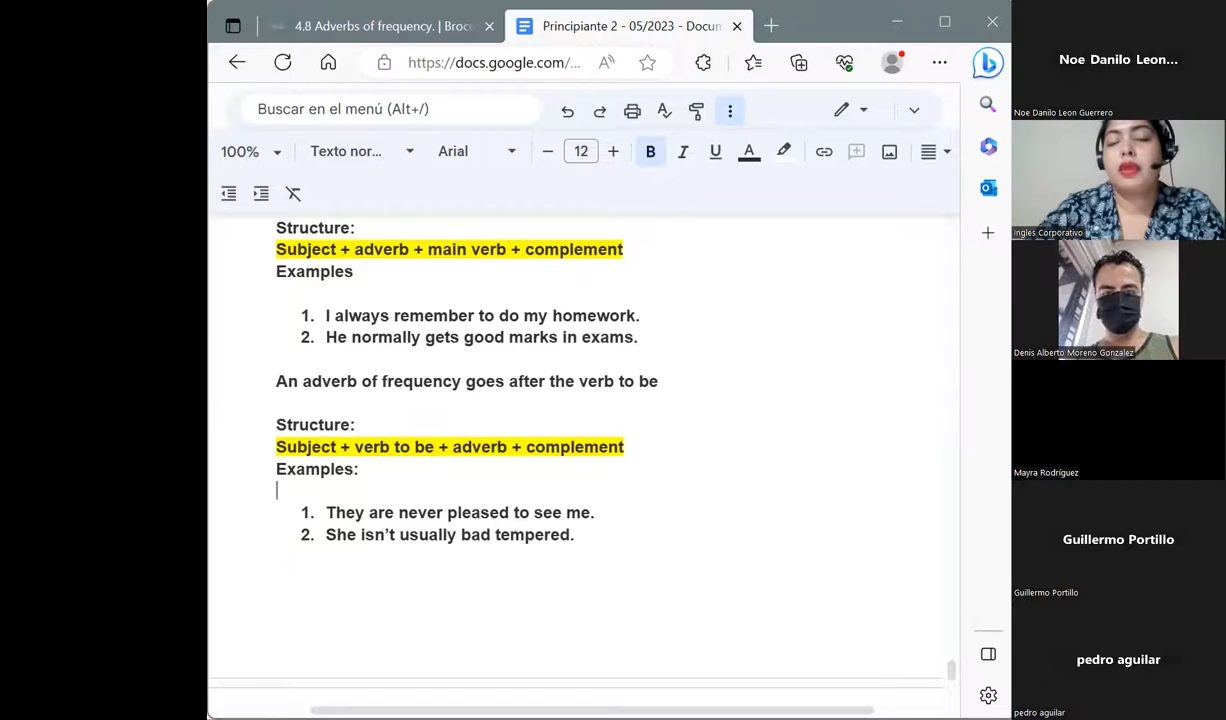 4.8 Adverbs of frequency. | Broce
Principiante 2 - 05/2023 - Docun
https://docs.google.com/...
Buscar en el menú (Alt+/)
100%
Texto nor...
Arial
12
Structure:
Subject + adverb + main verb + complement
Examples
1. I always remember to do my homework.
2. He normally gets good marks in exams.
An adverb of frequency goes after the verb to be
Structure:
Subject + verb to be + adverb + complement
Examples:
1. They are never pleased to see me.
2. She isn’t usually bad tempered.
Noe Danilo Leon...
Noe Danilo Leon Guerrero
Ingles Corporativo
Denis Alberto Moreno Gonzalez
Mayra Rodríguez
Guillermo Portillo
Guillermo Portillo
pedro aguilar
pedro aguilar